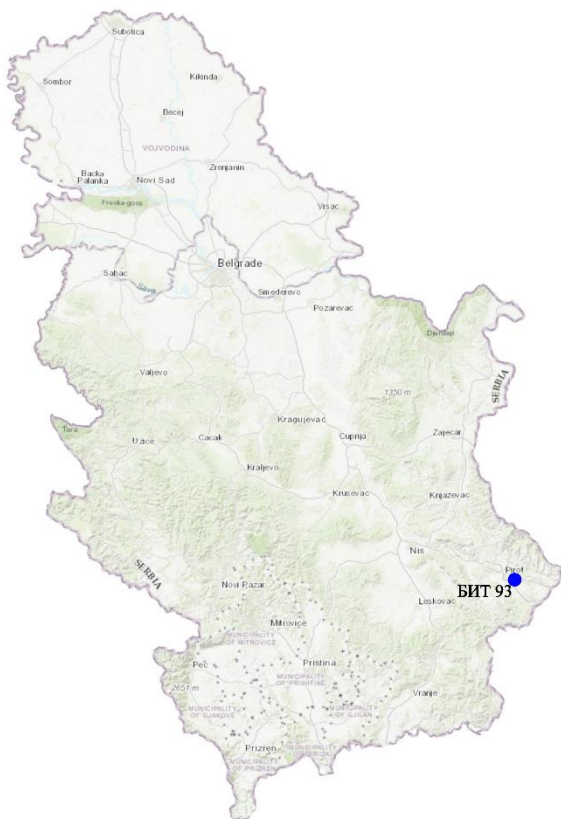 Subotica
Sombor
Kikinda
Becej
VOJVODINA
Backa
Palanka
Novi Sad
Zrenjanin
Fruska gora
Vrsac
Belgrade
Sabac
Sava
Smederevo
Pozarevac
Djerdap
Valjevo
1350 m
SERBIA
Tara
Uzice
Cacak
Kragujevac
Cuprija
Zajecar
Kraljevo
Krusevac
Knjazevac
Nis
SERBIA
Pirot
БИТ 93
Novi Pazar
Leskovac
Mitrovice
MUNICIPALITY
OF MITROVICE
Peć
Pristina
2651 m
MUNICIPALITY
OF PRISHTINE
Vranje
MUNICIPALITY
OF GJAKOVE
MUNICIPALITY
OF GJILAN
Prizren
MUNICIPALITY
OF PRIZREN